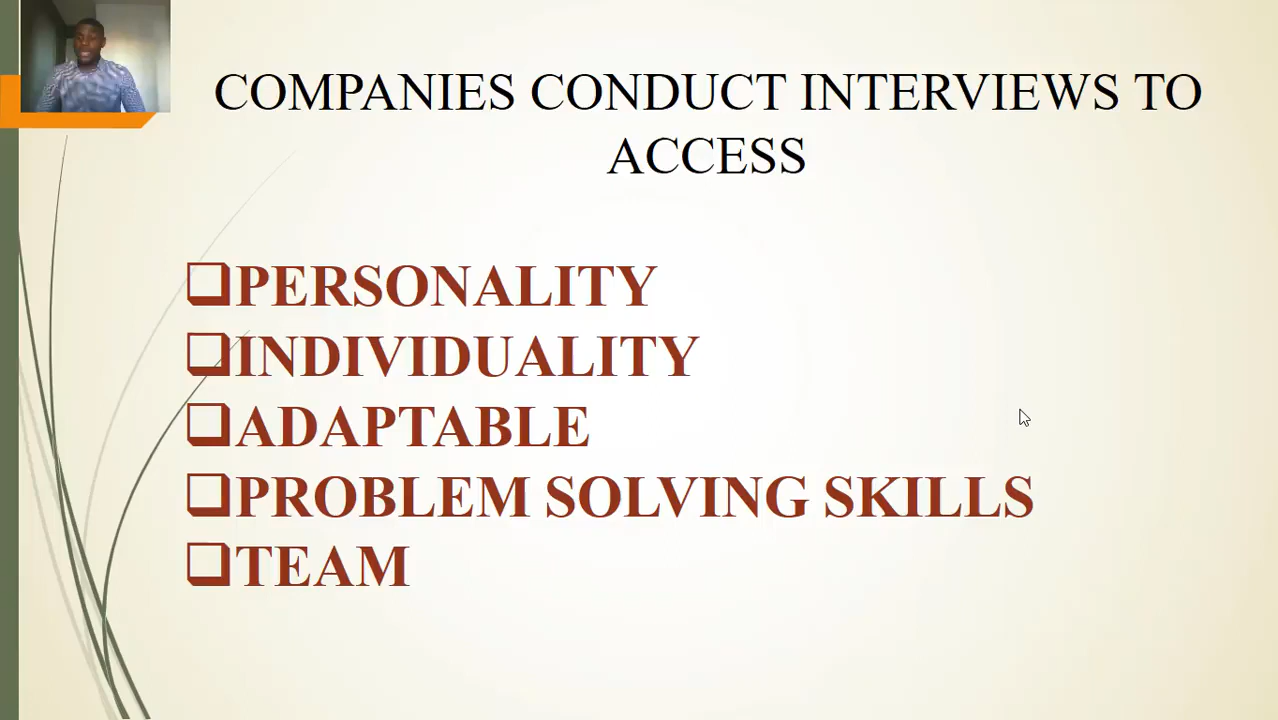 COMPANIES CONDUCT INTERVIEWS TO
ACCESS
PERSONALITY
INDIVIDUALITY
ADAPTABLE
PROBLEM SOLVING SKILLS
TEAM